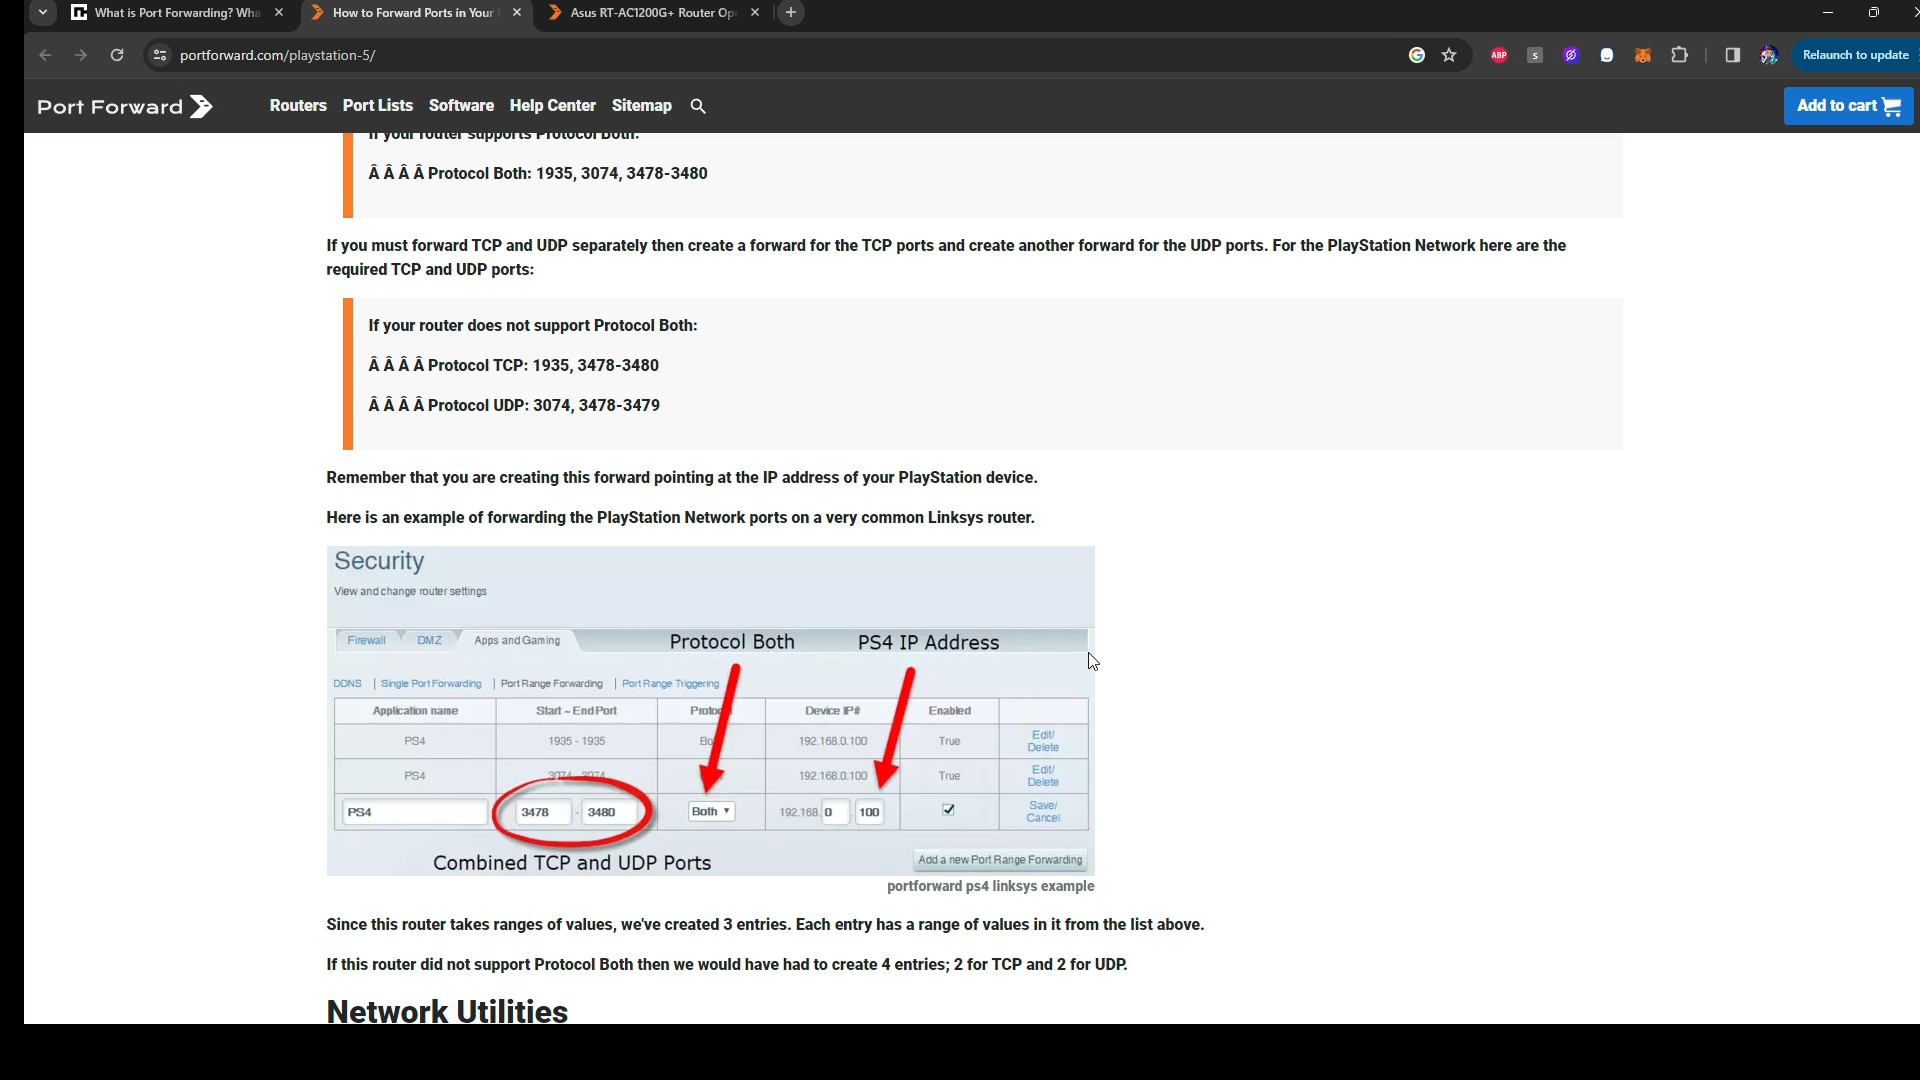 What is Port Forwarding? Wha
How to Forward Ports in Your
Asus RT-AC1200G+ Router Op
portforward.com/playstation-5/
ABP
s
Relaunch to update
Port Forward
Routers
Port Lists
Software
Help Center
Sitemap
Add to cart
If your router supports Protocol Both:
Â Â Â Â Protocol Both: 1935, 3074, 3478-3480
If you must forward TCP and UDP separately then create a forward for the TCP ports and create another forward for the UDP ports. For the PlayStation Network here are the
required TCP and UDP ports:
If your router does not support Protocol Both:
Â Â Â Â Protocol TCP: 1935, 3478-3480
Â Â Â Â Protocol UDP: 3074, 3478-3479
Remember that you are creating this forward pointing at the IP address of your PlayStation device.
Here is an example of forwarding the PlayStation Network ports on a very common Linksys router.
Security
View and change router settings
Firewall
DMZ
Apps and Gaming
Protocol Both
PS4 IP Address
DDNS | Single Port Forwarding | Port Range Forwarding | Port Range Triggering
Application name
Start ~ End Port
Device IP#
Enabled
PS4
1935 - 1935
192.168.0.100
True
Edit/
Delete
PS4
3074 - 3074
192.168.0.100
True
Edit/
Delete
PS4
3478 - 3480
Both
192.168. 0 . 100
Save/
Cancel
Combined TCP and UDP Ports
Add a new Port Range Forwarding
portforward ps4 linksys example
Since this router takes ranges of values, we've created 3 entries. Each entry has a range of values in it from the list above.
If this router did not support Protocol Both then we would have had to create 4 entries; 2 for TCP and 2 for UDP.
Network Utilities